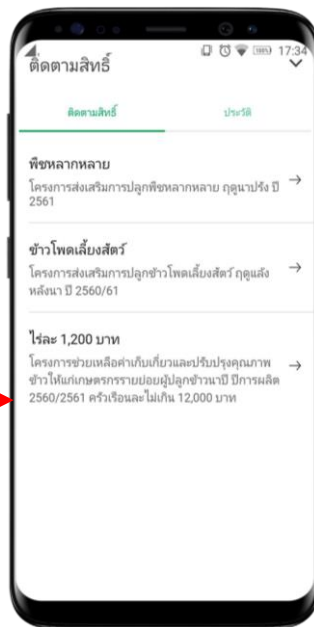 4.
100% 17:34
ติดตามสิทธิ์
ติดตามสิทธิ์ ประวัติ
พืชหลากหลาย
โครงการส่งเสริมการปลูกพืชหลากหลาย ฤดูนาปรัง ปี
2561
ข้าวโพดเลี้ยงสัตว์
โครงการส่งเสริมการปลูกข้าวโพดเลี้ยงสัตว์ ฤดูแล้ง
หลังนา ปี 2560/61
ไร่ละ 1,200 บาท
โครงการช่วยเหลือค่าเก็บเกี่ยวและปรับปรุงคุณภาพ
ข้าวให้แก่เกษตรกรรายย่อยผู้ปลูกข้าวนาปี ปีการผลิต
2560/2561 ครัวเรือนละไม่เกิน 12,000 บาท